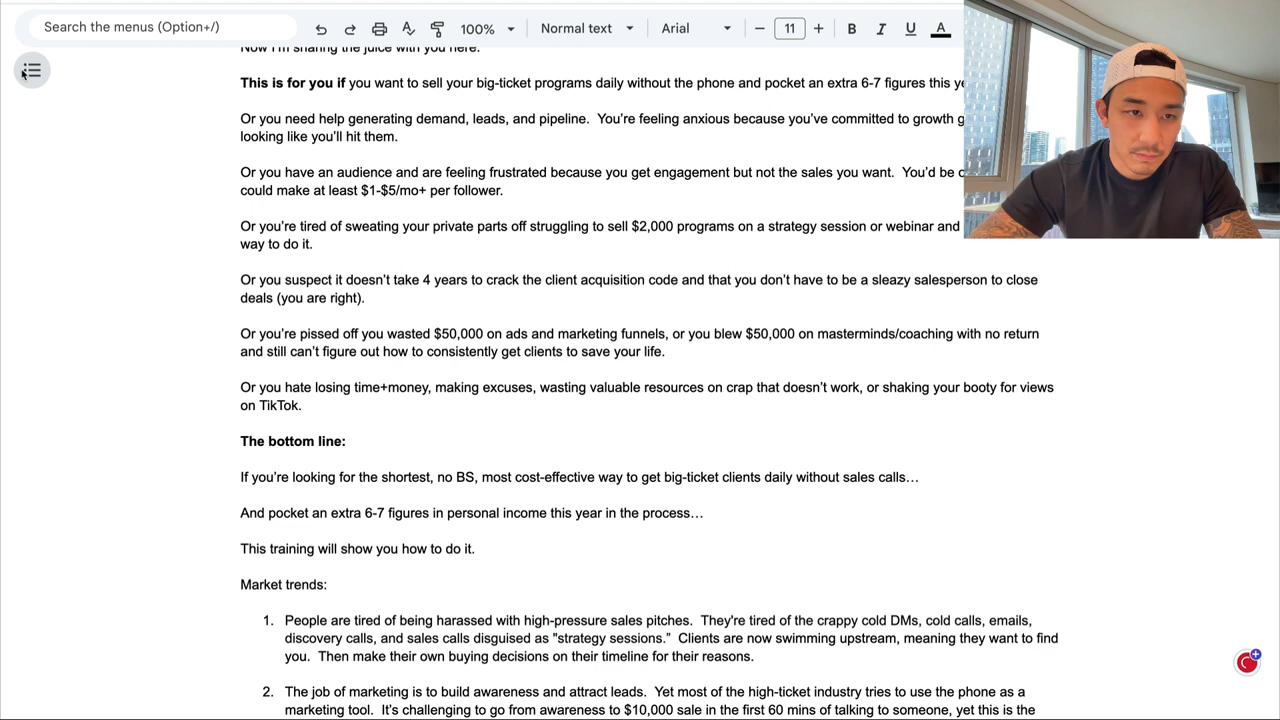 Search the menus (Option+/)
100%
Normal text
Arial
11
B
I
U
A
Now I'm sharing the juice with you here.
This is for you if you want to sell your big-ticket programs daily without the phone and pocket an extra 6-7 figures this
Or you need help generating demand, leads, and pipeline.  You're feeling anxious because you've committed to growth
looking like you'll hit them.
Or you have an audience and are feeling frustrated because you get engagement but not the sales you want.  You'd be
could make at least $1-$5/mo+ per follower.
Or you're tired of sweating your private parts off struggling to sell $2,000 programs on a strategy session or webinar and
way to do it.
Or you suspect it doesn't take 4 years to crack the client acquisition code and that you don't have to be a sleazy salesperson to close
deals (you are right).
Or you're pissed off you wasted $50,000 on ads and marketing funnels, or you blew $50,000 on masterminds/coaching with no return
and still can't figure out how to consistently get clients to save your life.
Or you hate losing time+money, making excuses, wasting valuable resources on crap that doesn't work, or shaking your booty for views
on TikTok.
The bottom line:
If you're looking for the shortest, no BS, most cost-effective way to get big-ticket clients daily without sales calls…
And pocket an extra 6-7 figures in personal income this year in the process…
This training will show you how to do it.
Market trends:
1. People are tired of being harassed with high-pressure sales pitches.  They're tired of the crappy cold DMs, cold calls, emails,
discovery calls, and sales calls disguised as "strategy sessions."  Clients are now swimming upstream, meaning they want to find
you.  Then make their own buying decisions on their timeline for their reasons.
2. The job of marketing is to build awareness and attract leads.  Yet most of the high-ticket industry tries to use the phone as a
marketing tool.  It's challenging to go from awareness to $10,000 sale in the first 60 mins of talking to someone, yet this is the